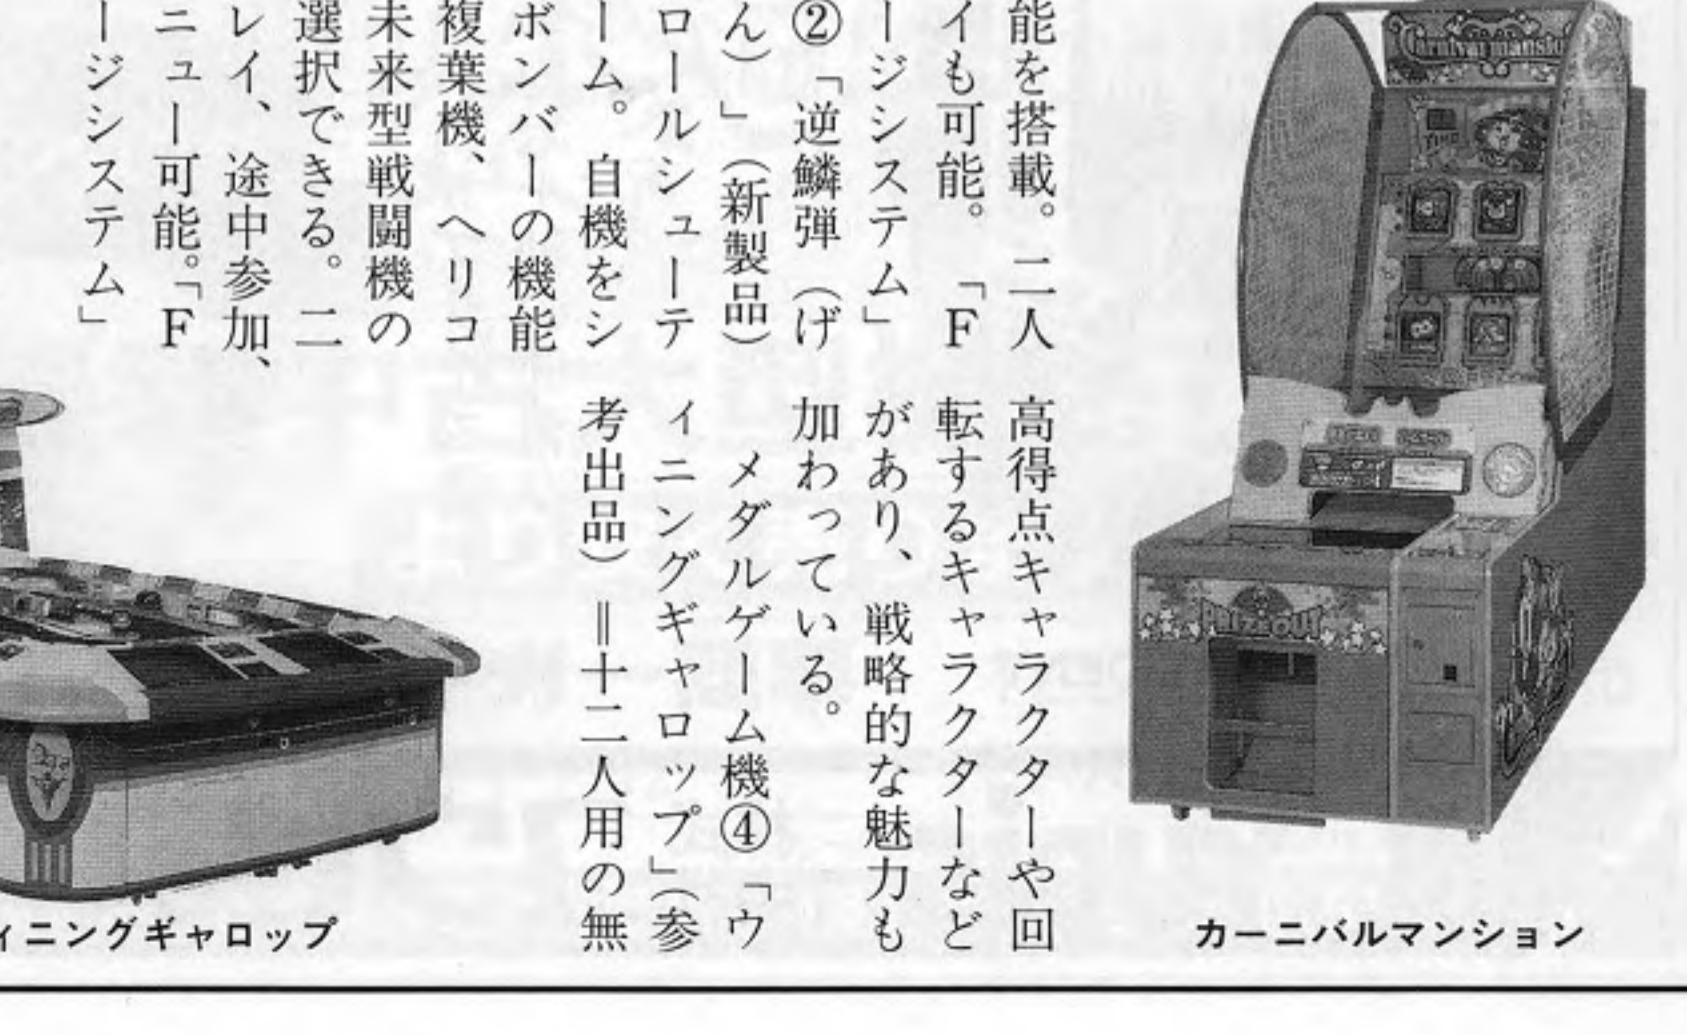 能を搭載。二人
イも可能。「F
ージシステム」
②「逆鱗弾（げ
ん）」（新製品）
ロールシューテ
ーム。自機をシ
ボンバーの機能
複葉機、ヘリコ
未来型戦闘機の
選択できる。二
レイ、途中参加、
ニュー可能。「F
ージシステム」
高得点キャラクターや回
転するキャラクターなど
があり、戦略的な魅力も
加わっている。
メダルゲーム機④「ウ
ィニングギャロップ」（参
考出品）＝十二人用の無
Carnival mansion
TIME
PRIZE OUT
カーニバルマンション
ィニングギャロップ